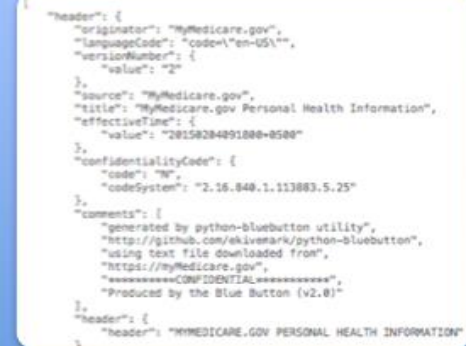 {
"header": {
"originator": "MyMedicare.gov",
"languageCode": "code=\"en-US\"",
"versionNumber": {
"value": "2"
},
"source": "MyMedicare.gov",
"title": "MyMedicare.gov Personal Health Information",
"effectiveTime": {
"value": "20150204091800+0500"
},
"confidentialityCode": {
"code": "N",
"codeSystem": "2.16.840.1.113883.5.25"
},
"comments": [
"generated by python-bluebutton utility",
"http://github.com/ekivemark/python-bluebutton",
"using text file downloaded from",
"https://myMedicare.gov",
"==========CONFIDENTIAL===========",
"Produced by the Blue Button (v2.0)"
],
"header": {
"header": "MYMEDICARE.GOV PERSONAL HEALTH INFORMATION"
}